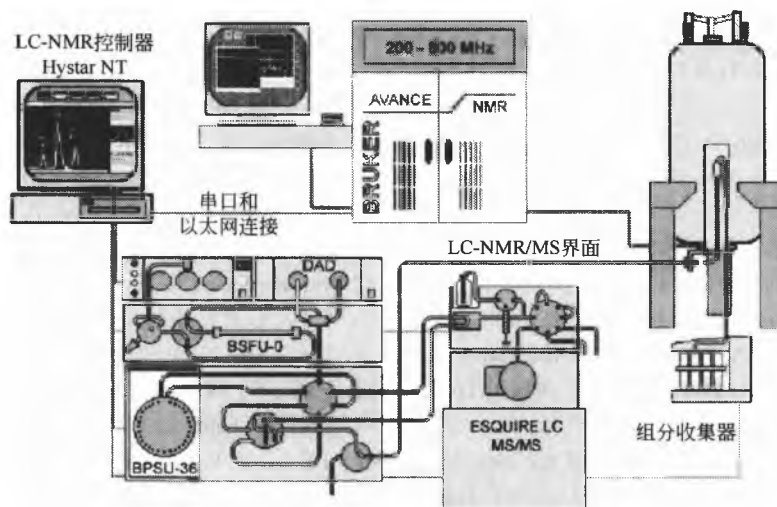 LC-NMR控制器
Hystar NT
200 - 800 MHz
AVANCE
NMR
BRUKER
串口和
以太网连接
LC-NMR/MS界面
DAD
BSFU-0
BPSU-36
ESQUIRE LC
MS/MS
组分收集器